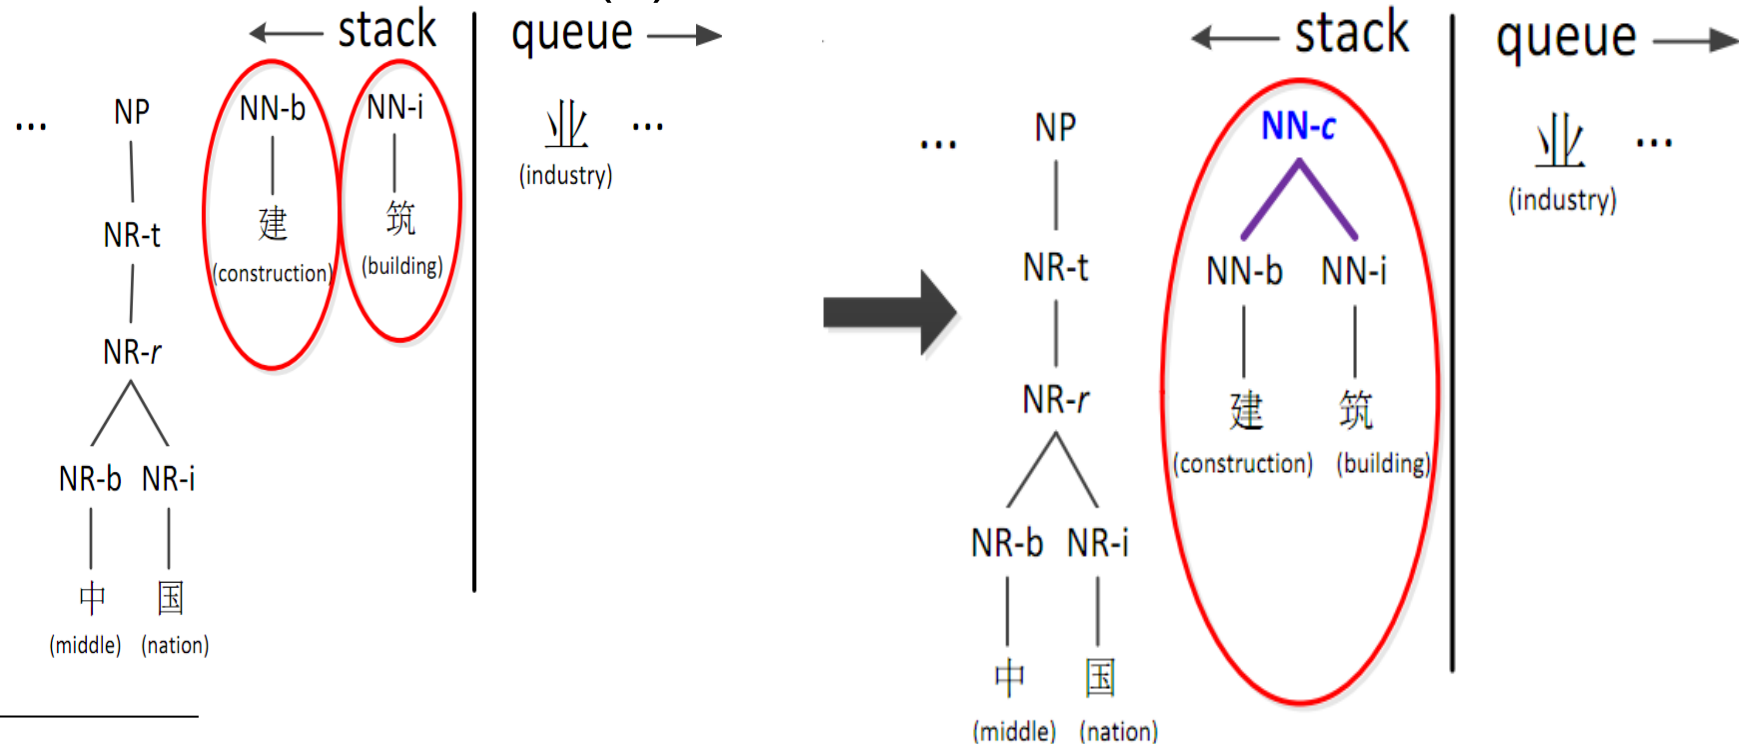 ← stack queue →
... NP NN-b NN-i 业 ...
(industry)
NR-t 建 筑
(construction) (building)
NR-r
NR-b NR-i
中 国
(middle) (nation)
← stack queue →
... NP NN-c 业 ...
(industry)
NR-t NN-b NN-i
NR-r 建 筑
(construction) (building)
NR-b NR-i
中 国
(middle) (nation)